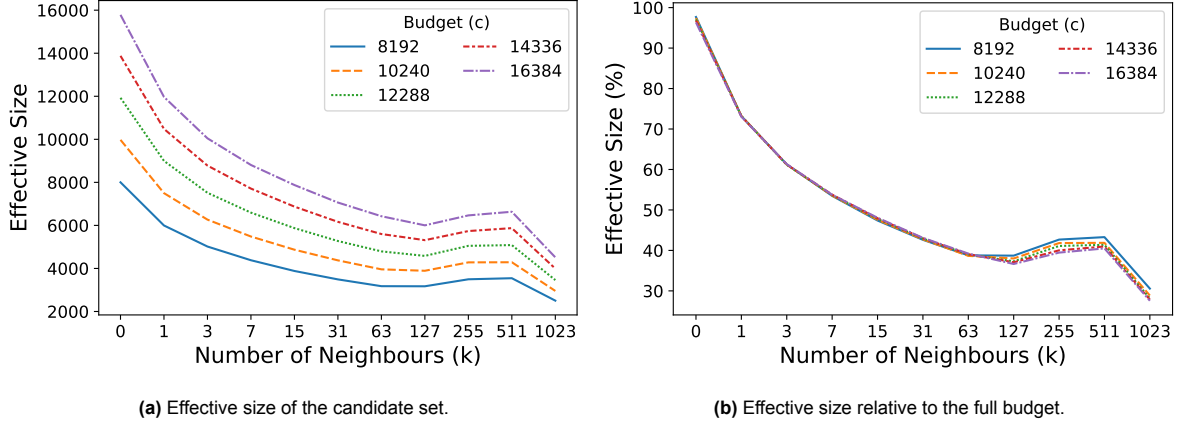 16000
14000
12000
10000
8000
6000
4000
2000
Effective Size
Budget (c)
8192
10240
12288
14336
16384
0 1 3 7 15 31 63 127 255 511 1023
Number of Neighbours (k)
(a) Effective size of the candidate set.
100
90
80
70
60
50
40
30
Effective Size (%)
Budget (c)
8192
10240
12288
14336
16384
0 1 3 7 15 31 63 127 255 511 1023
Number of Neighbours (k)
(b) Effective size relative to the full budget.